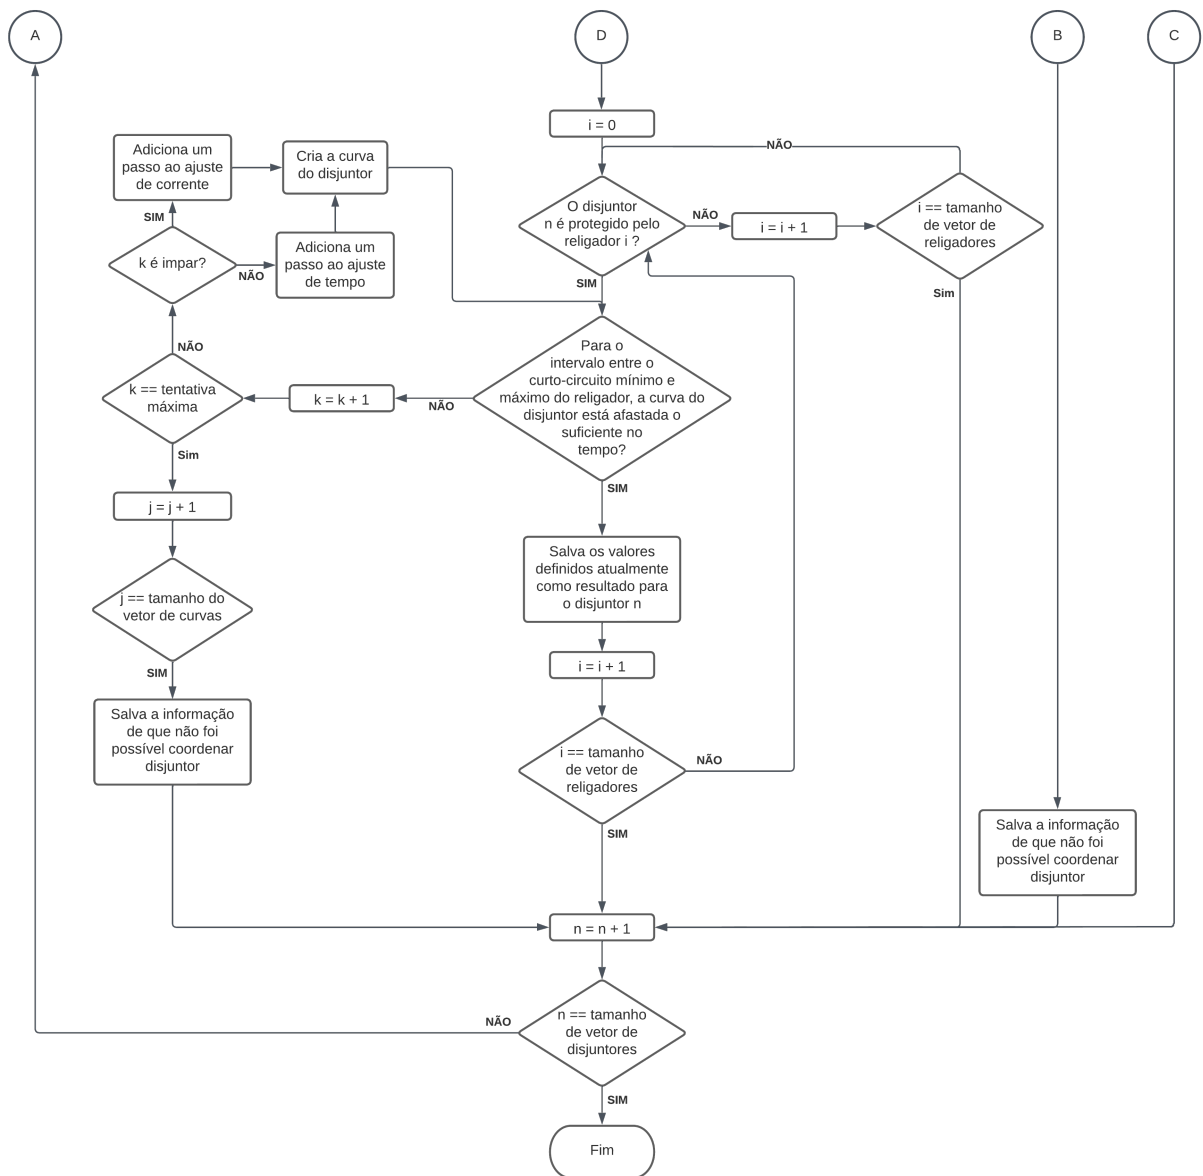 A
D
B
C
i = 0
Adiciona um
passo ao ajuste
de corrente
Cria a curva
do disjuntor
NÃO
SIM
O disjuntor
n é protegido pelo
religador i ?
NÃO
i = i + 1
i == tamanho
de vetor de
religadores
k é impar?
NÃO
Adiciona um
passo ao ajuste
de tempo
SIM
Sim
NÃO
Para o
intervalo entre o
curto-circuito mínimo e
máximo do religador, a curva do
disjuntor está afastada o
suficiente no
tempo?
k == tentativa
máxima
k = k + 1
NÃO
Sim
SIM
j = j + 1
Salva os valores
definidos atualmente
como resultado para
o disjuntor n
j == tamanho do
vetor de curvas
i = i + 1
SIM
Salva a informação
de que não foi
possível coordenar
disjuntor
i == tamanho
de vetor de
religadores
NÃO
SIM
Salva a informação
de que não foi
possível coordenar
disjuntor
n = n + 1
NÃO
n == tamanho
de vetor de
disjuntores
SIM
Fim